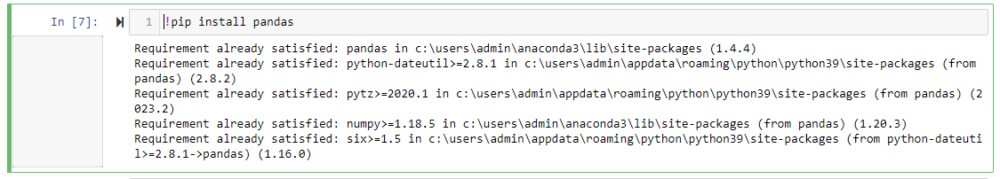 In [7]: 1 !pip install pandas
Requirement already satisfied: pandas in c:\users\admin\anaconda3\lib\site-packages (1.4.4)
Requirement already satisfied: python-dateutil>=2.8.1 in c:\users\admin\appdata\roaming\python\python39\site-packages (from
pandas) (2.8.2)
Requirement already satisfied: pytz>=2020.1 in c:\users\admin\appdata\roaming\python\python39\site-packages (from pandas) (2
023.2)
Requirement already satisfied: numpy>=1.18.5 in c:\users\admin\anaconda3\lib\site-packages (from pandas) (1.20.3)
Requirement already satisfied: six>=1.5 in c:\users\admin\appdata\roaming\python\python39\site-packages (from python-dateuti
l>=2.8.1->pandas) (1.16.0)